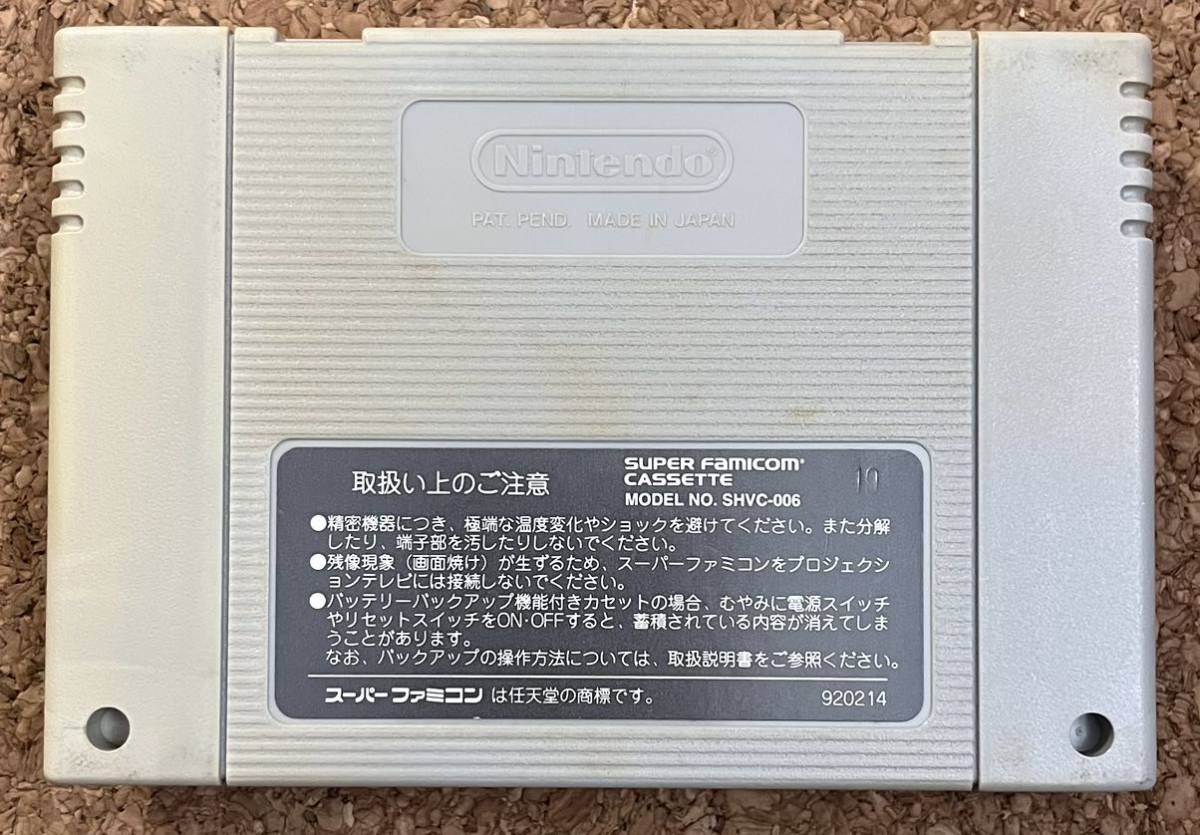 Nintendo®
PAT. PEND. MADE IN JAPAN
取扱い上のご注意
SUPER FAMICOM®
CASSETTE
MODEL NO. SHVC-006
10
●精密機器につき、極端な温度変化やショックを避けてください。また分解
したり、端子部を汚したりしないでください。
●残像現象（画面焼け）が生ずるため、スーパーファミコンをプロジェクシ
ョンテレビには接続しないでください。
●バッテリーバックアップ機能付きカセットの場合、むやみに電源スイッチ
やリセットスイッチをON·OFFすると、蓄積されている内容が消えてしま
うことがあります。
なお、バックアップの操作方法については、取扱説明書をご参照ください。
スーパーファミコンは任天堂の商標です。
920214